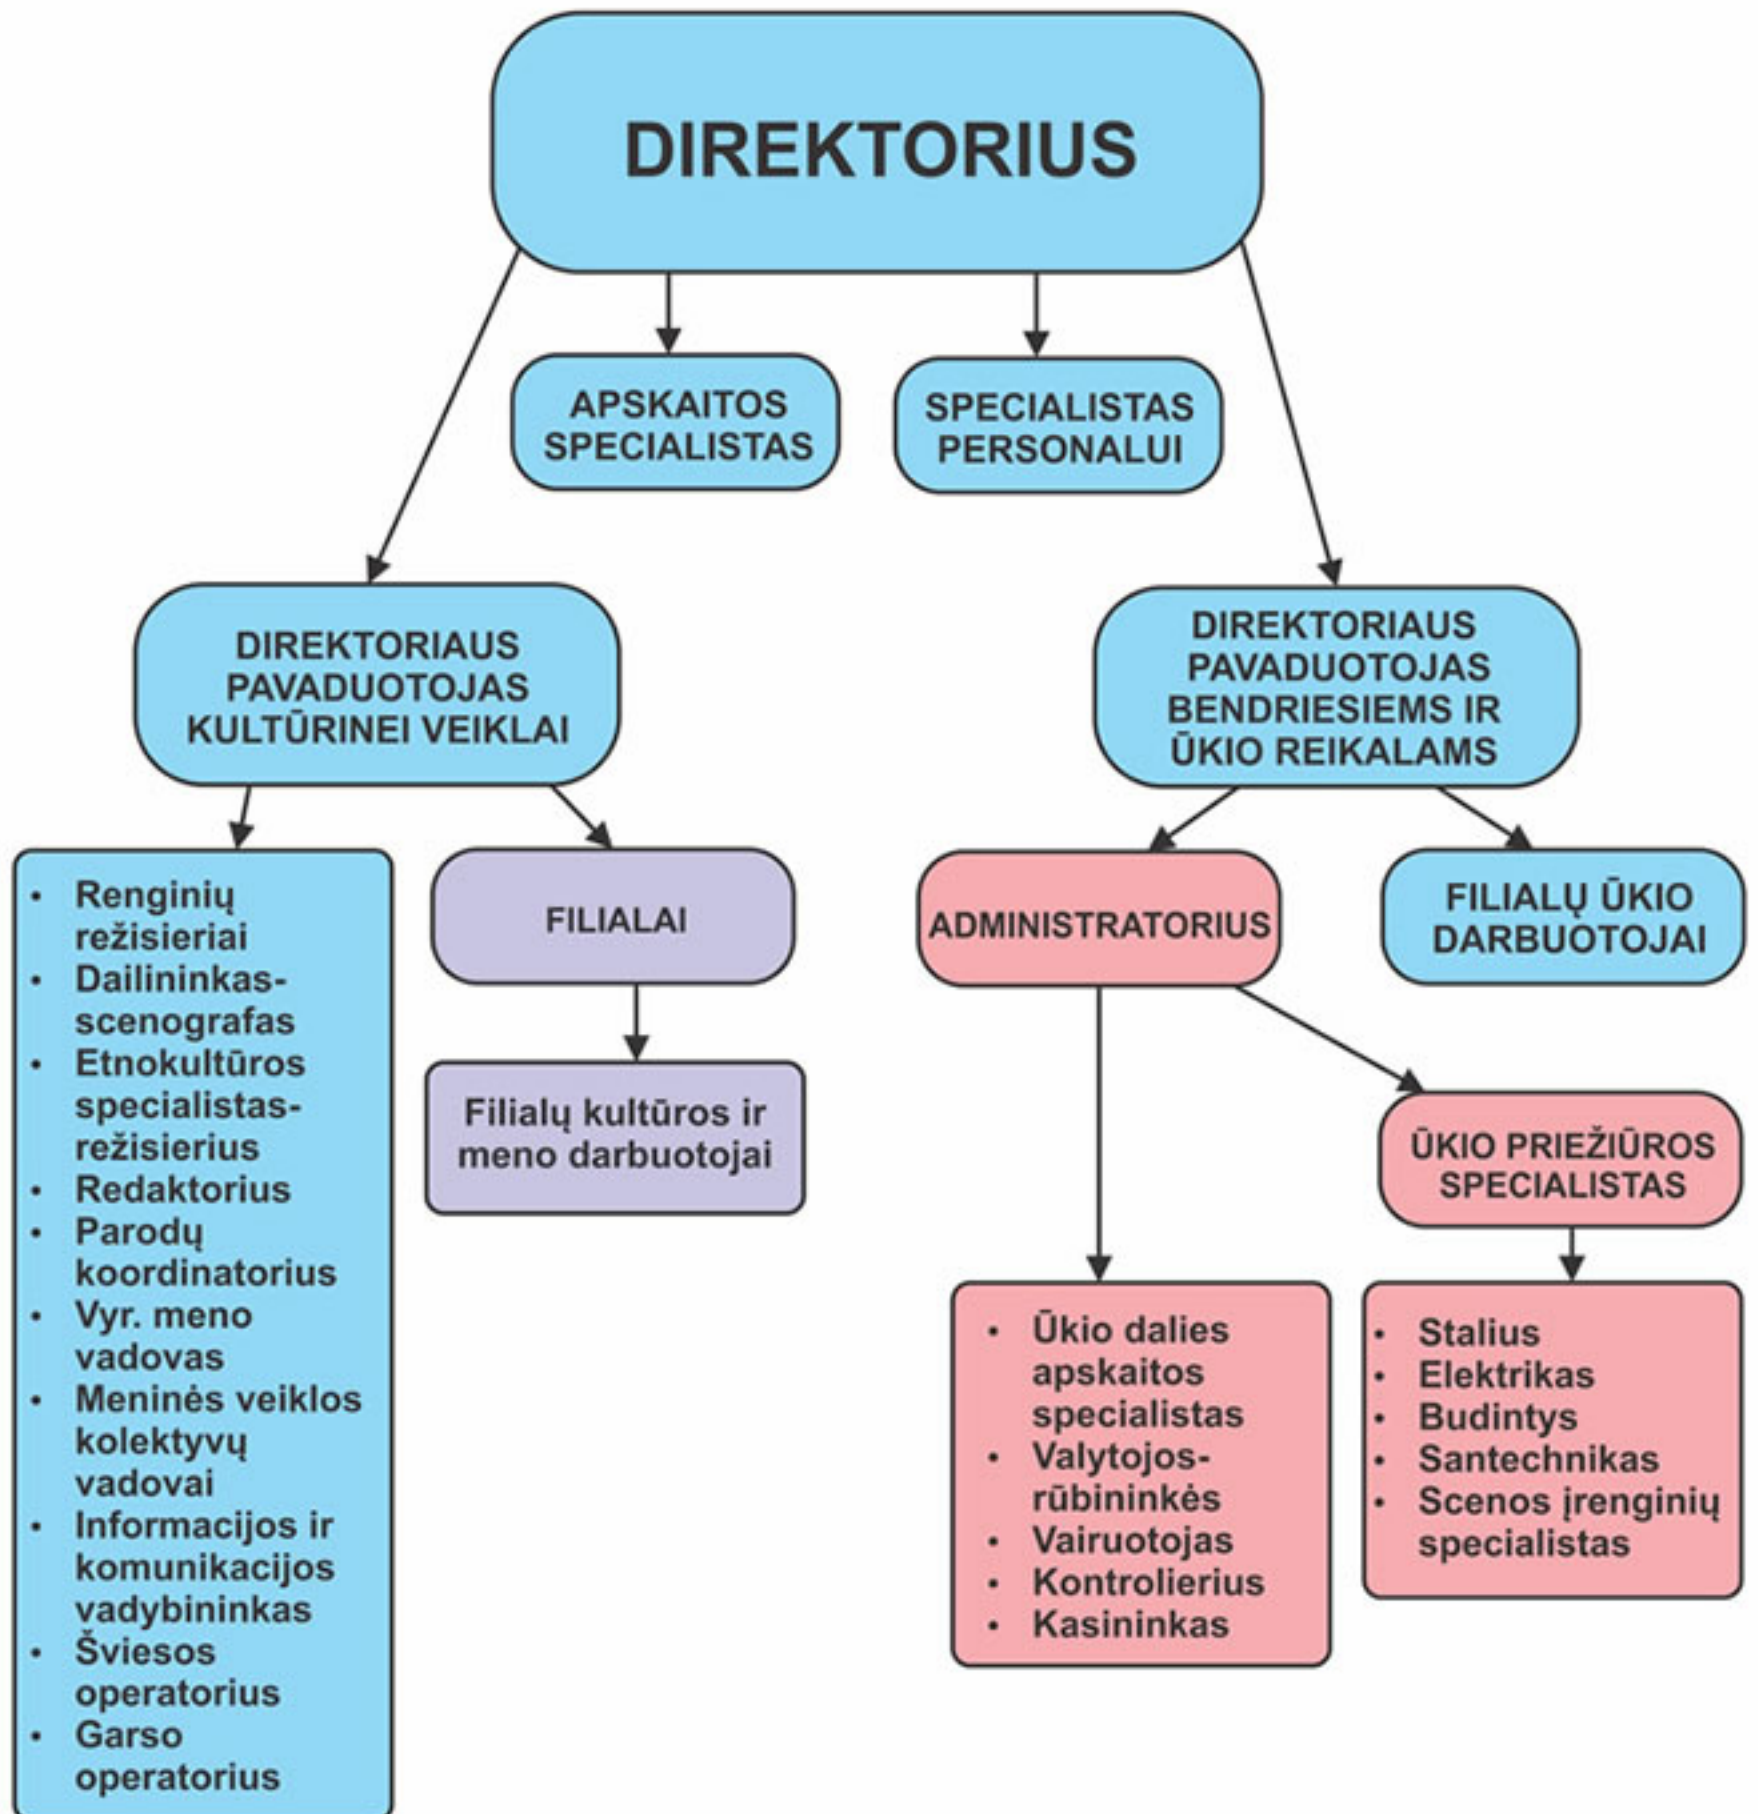 DIREKTORIUS
APSKAITOS
SPECIALISTAS
SPECIALISTAS
PERSONALUI
DIREKTORIAUS
PAVADUOTOJAS
KULTŪRINEI VEIKLAI
DIREKTORIAUS
PAVADUOTOJAS
BENDRIESIEMS IR
ŪKIO REIKALAMS
• Renginių
režisieriai
• Dailininkas-
scenografas
• Etnokultūros
specialistas-
režisierius
• Redaktorius
• Parodų
koordinatorius
• Vyr. meno
vadovas
• Meninės veiklos
kolektyvų
vadovai
• Informacijos ir
komunikacijos
vadybininkas
• Šviesos
operatorius
• Garso
operatorius
FILIALAI
Filialų kultūros ir
meno darbuotojai
ADMINISTRATORIUS
FILIALŲ ŪKIO
DARBUOTOJAI
ŪKIO PRIEŽIŪROS
SPECIALISTAS
• Ūkio dalies
apskaitos
specialistas
• Valytojos-
rūbininkės
• Vairuotojas
• Kontrolierius
• Kasininkas
• Stalius
• Elektrikas
• Budintys
• Santechnikas
• Scenos įrenginių
specialistas